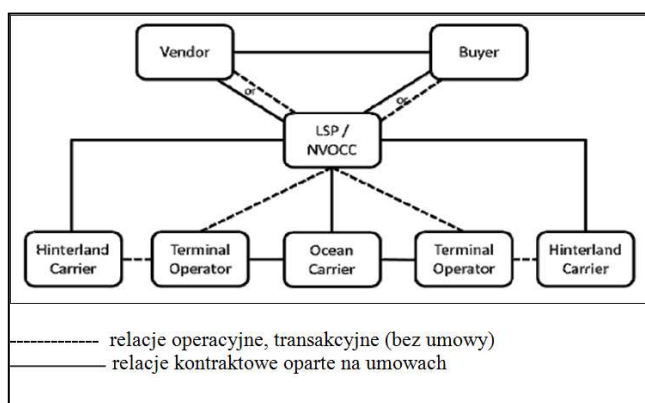 Vendor
Buyer
or
or
LSP /
NVOCC
Hinterland
Carrier
Terminal
Operator
Ocean
Carrier
Terminal
Operator
Hinterland
Carrier
relacje operacyjne, transakcyjne (bez umowy)
relacje kontraktowe oparte na umowach